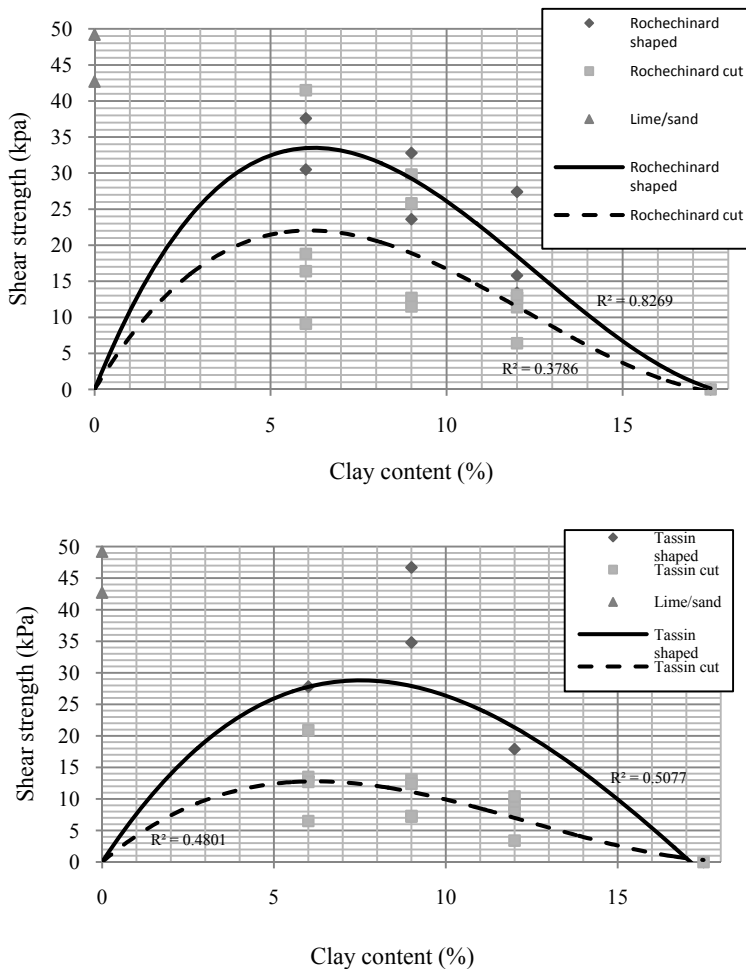 50
45
40
35
30
25
20
15
10
5
0
Shear strength (kpa)
0
5
10
15
Clay content (%)
Rochechinard
shaped
Rochechinard cut
Lime/sand
Rochechinard
shaped
Rochechinard cut
R² = 0.8269
R² = 0.3786
50
45
40
35
30
25
20
15
10
5
0
Shear strength (kPa)
0
5
10
15
Clay content (%)
Tassin
shaped
Tassin cut
Lime/sand
Tassin
shaped
Tassin cut
R² = 0.5077
R² = 0.4801